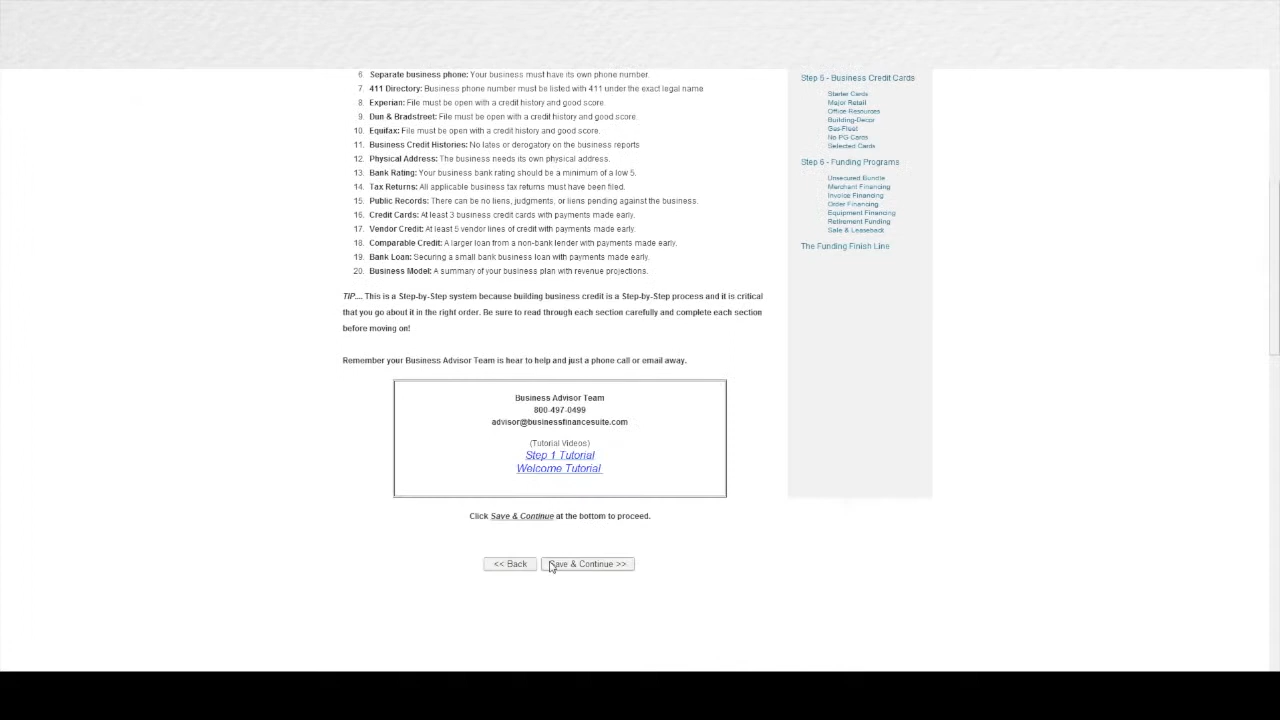 6. Separate business phone: Your business must have its own phone number.
7. 411 Directory: Business phone number must be listed with 411 under the exact legal name
8. Experian: File must be open with a credit history and good score.
9. Dun & Bradstreet: File must be open with a credit history and good score.
10. Equifax: File must be open with a credit history and good score.
11. Business Credit Histories: No lates or derogatory on the business reports
12. Physical Address: The business needs its own physical address.
13. Bank Rating: Your business bank rating should be a minimum of a low 5.
14. Tax Returns: All applicable business tax returns must have been filed.
15. Public Records: There can be no liens, judgments, or liens pending against the business.
16. Credit Cards: At least 3 business credit cards with payments made early.
17. Vendor Credit: At least 5 vendor lines of credit with payments made early.
18. Comparable Credit: A larger loan from a non-bank lender with payments made early.
19. Bank Loan: Securing a small bank business loan with payments made early.
20. Business Model: A summary of your business plan with revenue projections.
TIP.... This is a Step-by-Step system because building business credit is a Step-by-Step process and it is critical
that you go about it in the right order. Be sure to read through each section carefully and complete each section
before moving on!
Remember your Business Advisor Team is hear to help and just a phone call or email away.
Business Advisor Team
800-497-0499
advisor@businessfinancesuite.com
(Tutorial Videos)
Step 1 Tutorial
Welcome Tutorial
Click Save & Continue at the bottom to proceed.
<< Back
Save & Continue >>
Step 5 - Business Credit Cards
Starter Cards
Major Retail
Office-Resources
Building-Decor
Gas-Fleet
No PG Cards
Selected Cards
Step 6 - Funding Programs
Unsecured Bundle
Merchant Financing
Invoice Financing
Order Financing
Equipment Financing
Retirement Funding
Sale & Leaseback
The Funding Finish Line